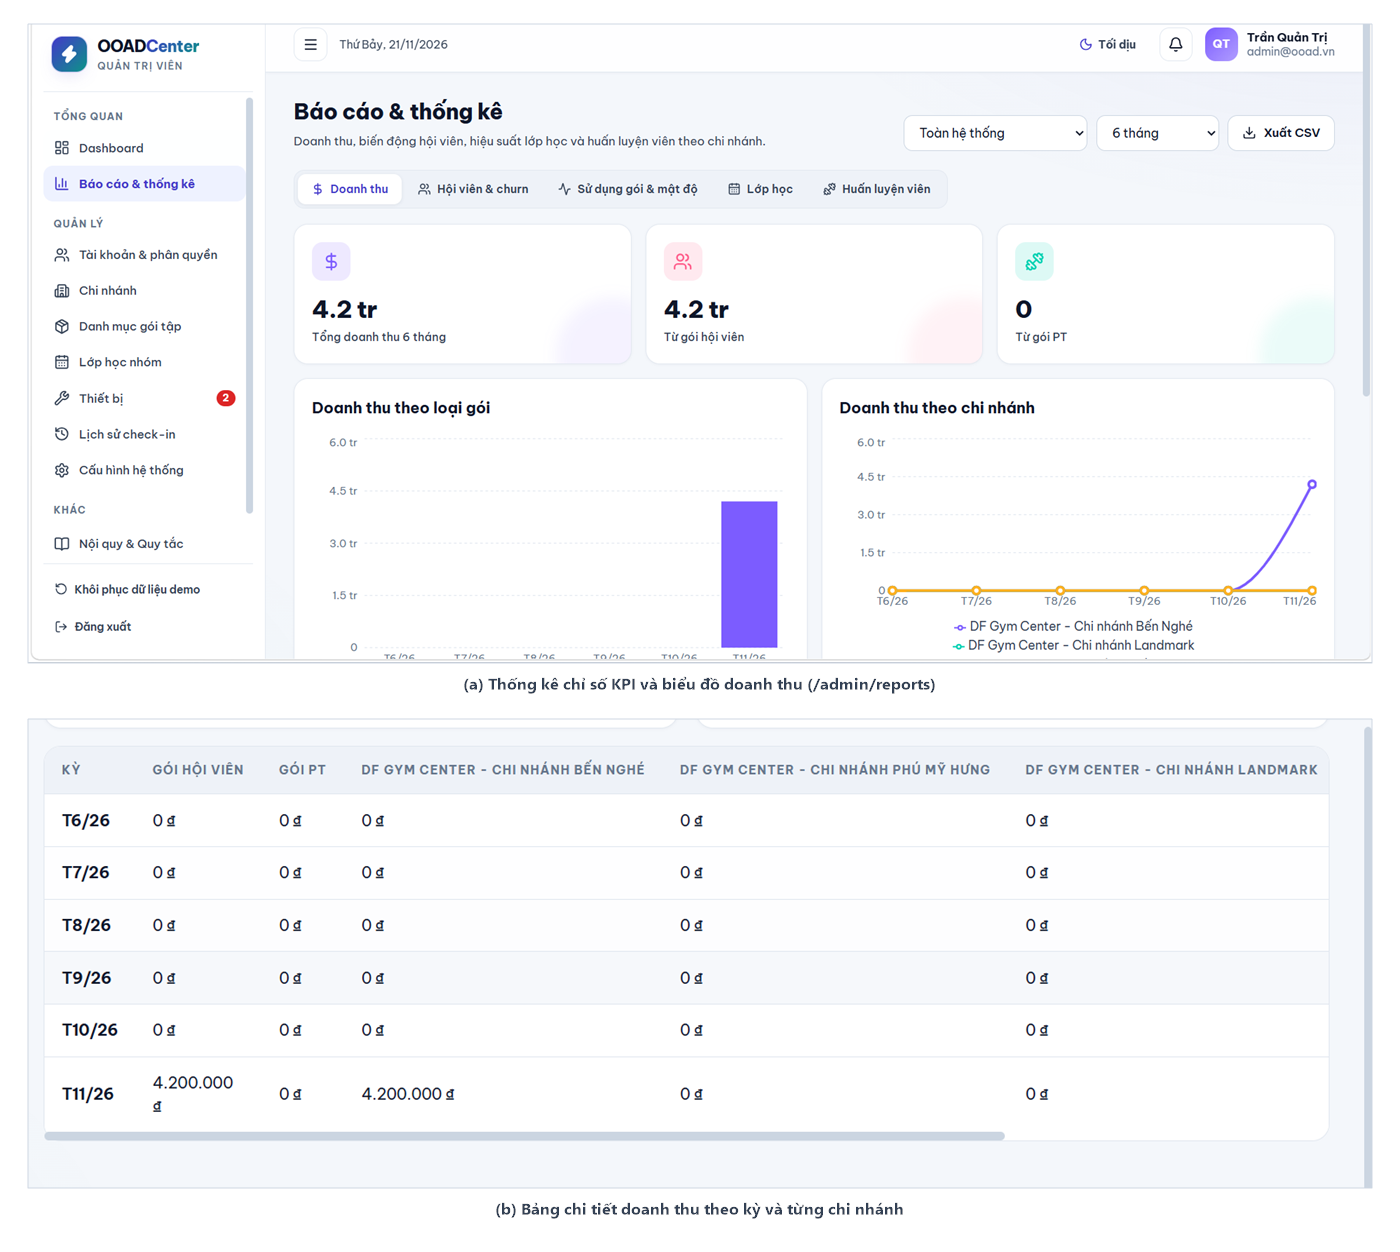 OOADCenter
QUẢN TRỊ VIÊN
Thứ Bảy, 21/11/2026
Tối dịu
QT
Trần Quản Trị
admin@ooad.vn
TỔNG QUAN
Dashboard
Báo cáo & thống kê
QUẢN LÝ
Tài khoản & phân quyền
Chi nhánh
Danh mục gói tập
Lớp học nhóm
Thiết bị
2
Lịch sử check-in
Cấu hình hệ thống
KHÁC
Nội quy & Quy tắc
Khôi phục dữ liệu demo
Đăng xuất
Báo cáo & thống kê
Doanh thu, biến động hội viên, hiệu suất lớp học và huấn luyện viên theo chi nhánh.
Toàn hệ thống
6 tháng
Xuất CSV
Doanh thu
Hội viên & churn
Sử dụng gói & mật độ
Lớp học
Huấn luyện viên
4.2 tr
Tổng doanh thu 6 tháng
4.2 tr
Từ gói hội viên
0
Từ gói PT
Doanh thu theo loại gói
6.0 tr
4.5 tr
3.0 tr
1.5 tr
0
T6/26 T7/26 T8/26 T9/26 T10/26 T11/26
Doanh thu theo chi nhánh
6.0 tr
4.5 tr
3.0 tr
1.5 tr
0
T6/26 T7/26 T8/26 T9/26 T10/26 T11/26
DF Gym Center - Chi nhánh Bến Nghé
DF Gym Center - Chi nhánh Landmark
(a) Thống kê chỉ số KPI và biểu đồ doanh thu (/admin/reports)
KỲ GÓI HỘI VIÊN GÓI PT DF GYM CENTER - CHI NHÁNH BẾN NGHÉ DF GYM CENTER - CHI NHÁNH PHÚ MỸ HƯNG DF GYM CENTER - CHI NHÁNH LANDMARK
T6/26 0 ₫ 0 ₫ 0 ₫ 0 ₫ 0 ₫
T7/26 0 ₫ 0 ₫ 0 ₫ 0 ₫ 0 ₫
T8/26 0 ₫ 0 ₫ 0 ₫ 0 ₫ 0 ₫
T9/26 0 ₫ 0 ₫ 0 ₫ 0 ₫ 0 ₫
T10/26 0 ₫ 0 ₫ 0 ₫ 0 ₫ 0 ₫
T11/26 4.200.000 ₫ 0 ₫ 4.200.000 ₫ 0 ₫ 0 ₫
(b) Bảng chi tiết doanh thu theo kỳ và từng chi nhánh